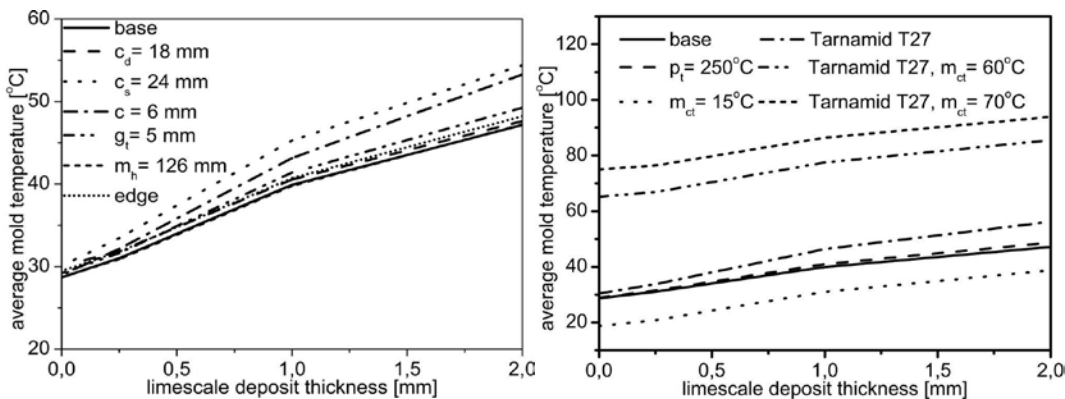 60
50
40
30
20
average mold temperature [°C]
base
c_d= 18 mm
c_s= 24 mm
c= 6 mm
g_t= 5 mm
m_h= 126 mm
edge
0,0 0,5 1,0 1,5 2,0
limescale deposit thickness [mm]
120
100
80
60
40
20
average mold temperature [°C]
base Tarnamid T27
p_t= 250°C Tarnamid T27, m_ct= 60°C
m_ct= 15°C Tarnamid T27, m_ct= 70°C
0,0 0,5 1,0 1,5 2,0
limescale deposit thickness [mm]